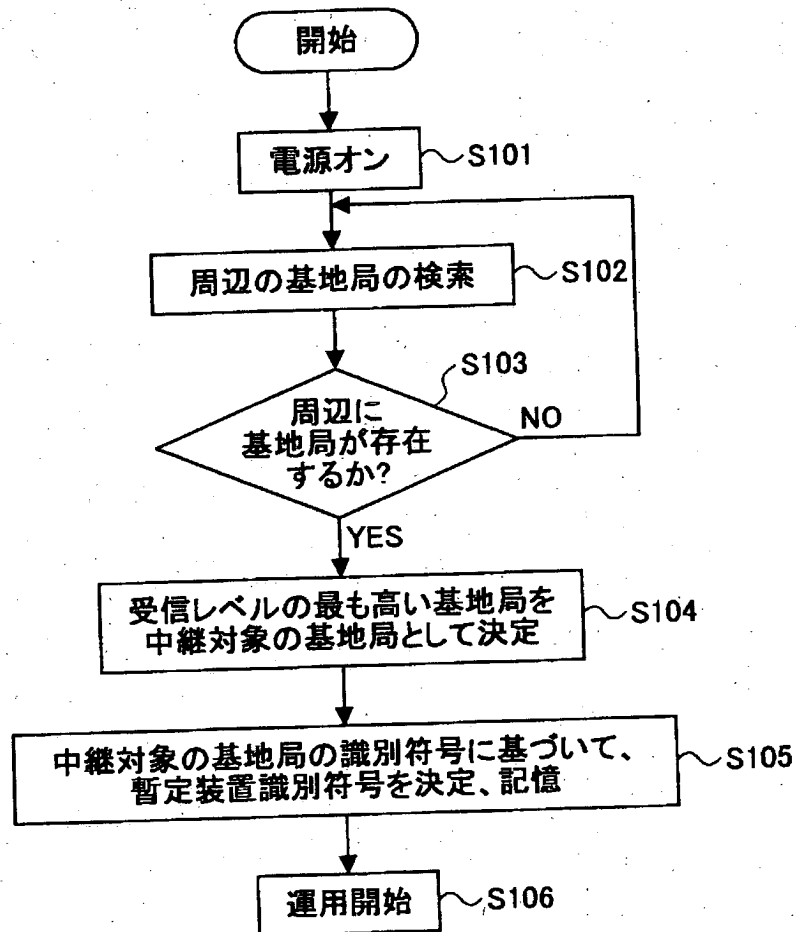 開始
電源オン
S101
周辺の基地局の検索
S102
S103
周辺に
基地局が存在
するか?
NO
YES
受信レベルの最も高い基地局を
中継対象の基地局として決定
S104
中継対象の基地局の識別符号に基づいて、
暫定装置識別符号を決定、記憶
S105
運用開始
S106